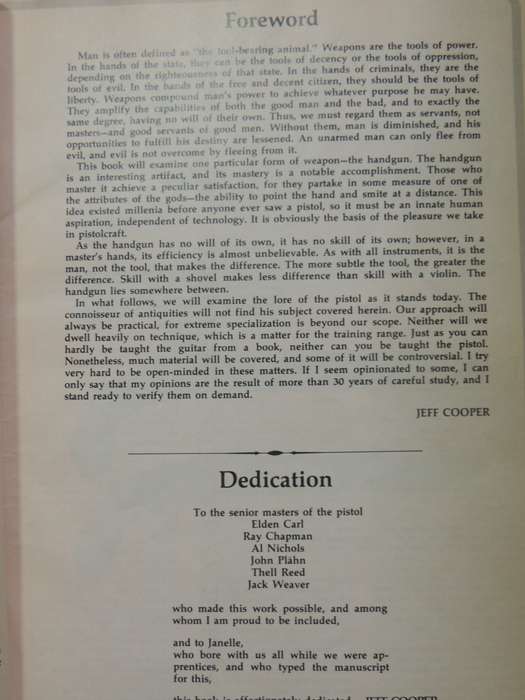 Foreword
Man is often defined as "the tool-bearing animal." Weapons are the tools of power.
In the hands of the state, they can be the tools of decency or the tools of oppression,
depending on the righteousness of that state. In the hands of criminals, they are the
tools of evil. In the hands of the free and decent citizen, they should be the tools of
liberty. Weapons compound man's power to achieve whatever purpose he may have.
They amplify the capabilities of both the good man and the bad, and to exactly the
same degree, having no will of their own. Thus, we must regard them as servants, not
masters—and good servants of good men. Without them, man is diminished, and his
opportunities to fulfill his destiny are lessened. An unarmed man can only flee from
evil, and evil is not overcome by fleeing from it.
This book will examine one particular form of weapon—the handgun. The handgun
is an interesting artifact, and its mastery is a notable accomplishment. Those who
master it achieve a peculiar satisfaction, for they partake in some measure of one of
the attributes of the gods—the ability to point the hand and smite at a distance. This
idea existed millenia before anyone ever saw a pistol, so it must be an innate human
aspiration, independent of technology. It is obviously the basis of the pleasure we take
in pistolcraft.
As the handgun has no will of its own, it has no skill of its own; however, in a
master's hands, its efficiency is almost unbelievable. As with all instruments, it is the
man, not the tool, that makes the difference. The more subtle the tool, the greater the
difference. Skill with a shovel makes less difference than skill with a violin. The
handgun lies somewhere between.
In what follows, we will examine the lore of the pistol as it stands today. The
connoisseur of antiquities will not find his subject covered herein. Our approach will
always be practical, for extreme specialization is beyond our scope. Neither will we
dwell heavily on technique, which is a matter for the training range. Just as you can
hardly be taught the guitar from a book, neither can you be taught the pistol.
Nonetheless, much material will be covered, and some of it will be controversial. I try
very hard to be open-minded in these matters. If I seem opinionated to some, I can
only say that my opinions are the result of more than 30 years of careful study, and I
stand ready to verify them on demand.
JEFF COOPER
Dedication
To the senior masters of the pistol
Elden Carl
Ray Chapman
Al Nichols
John Plähn
Thell Reed
Jack Weaver
who made this work possible, and among
whom I am proud to be included,
and to Janelle,
who bore with us all while we were ap-
prentices, and who typed the manuscript
for this,
this book is affectionately dedicated. JEFF COOPER